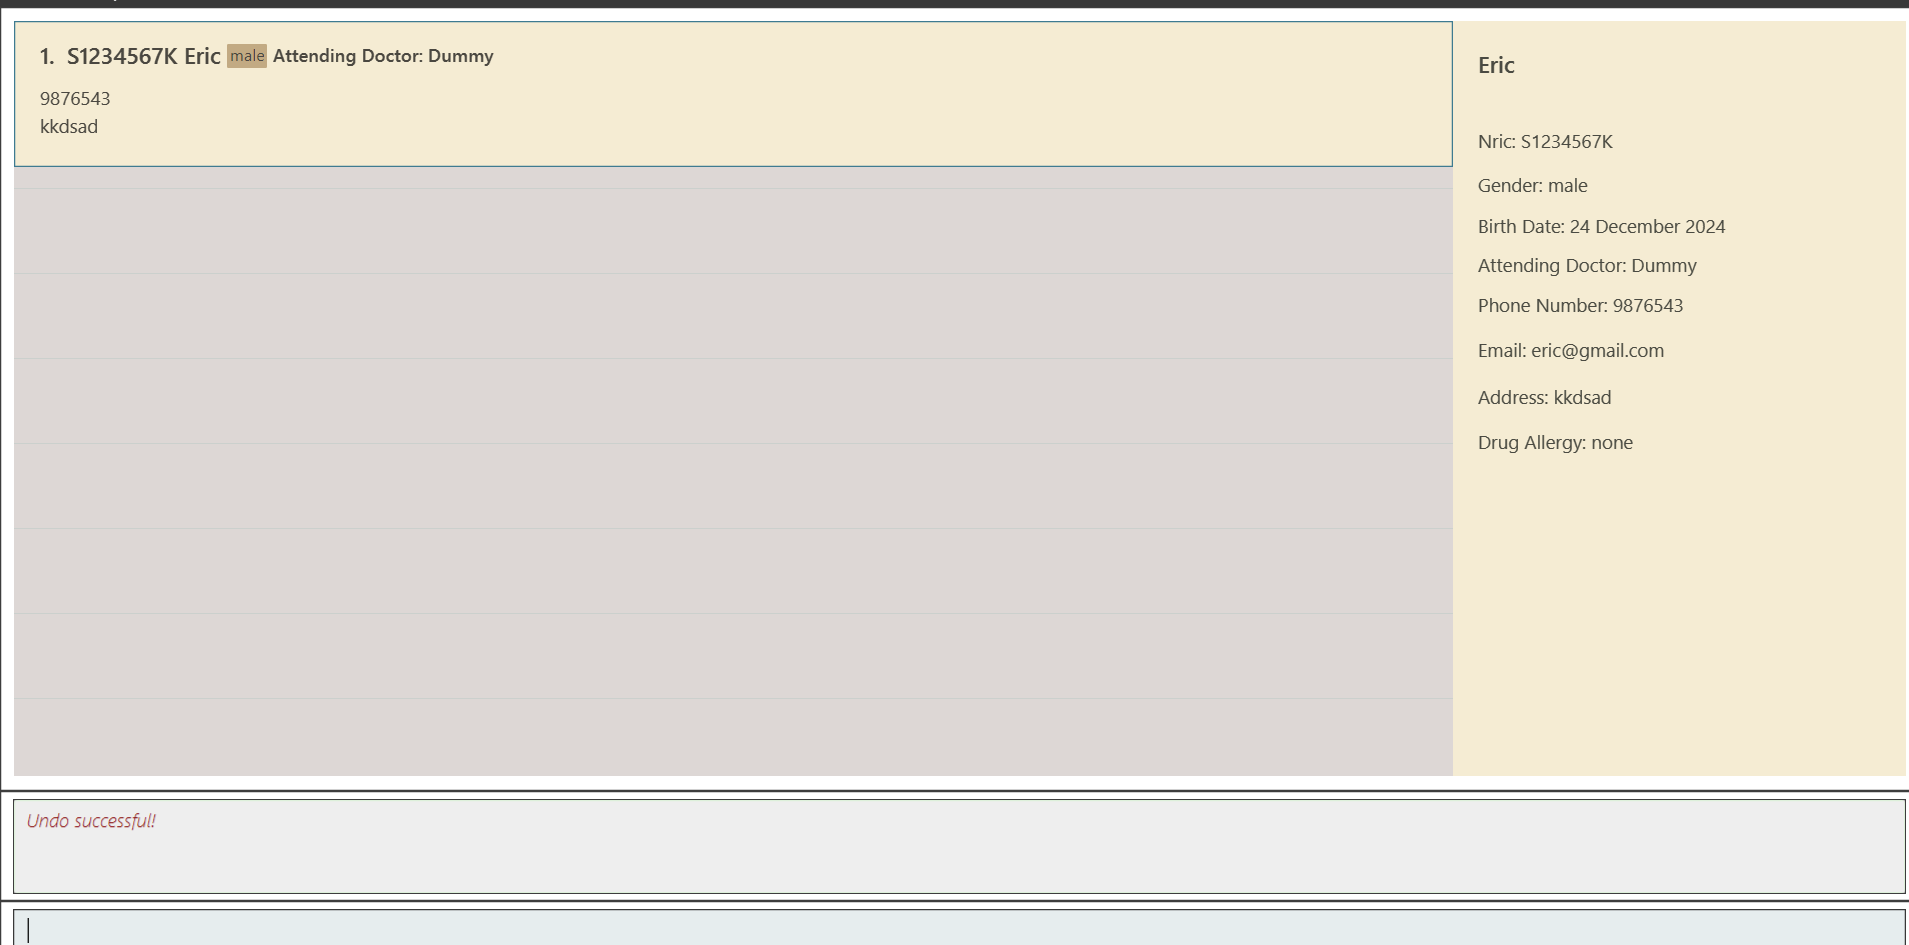 1. S1234567K Eric male Attending Doctor: Dummy
9876543
kkdsad
Eric
Nric: S1234567K
Gender: male
Birth Date: 24 December 2024
Attending Doctor: Dummy
Phone Number: 9876543
Email: eric@gmail.com
Address: kkdsad
Drug Allergy: none
Undo successful!